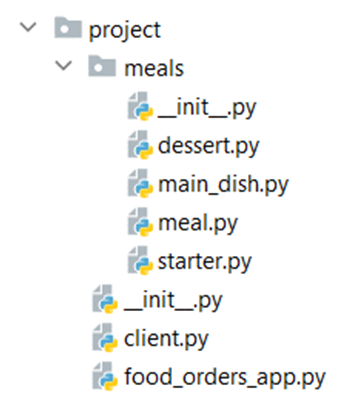 project
meals
__init__.py
dessert.py
main_dish.py
meal.py
starter.py
__init__.py
client.py
food_orders_app.py